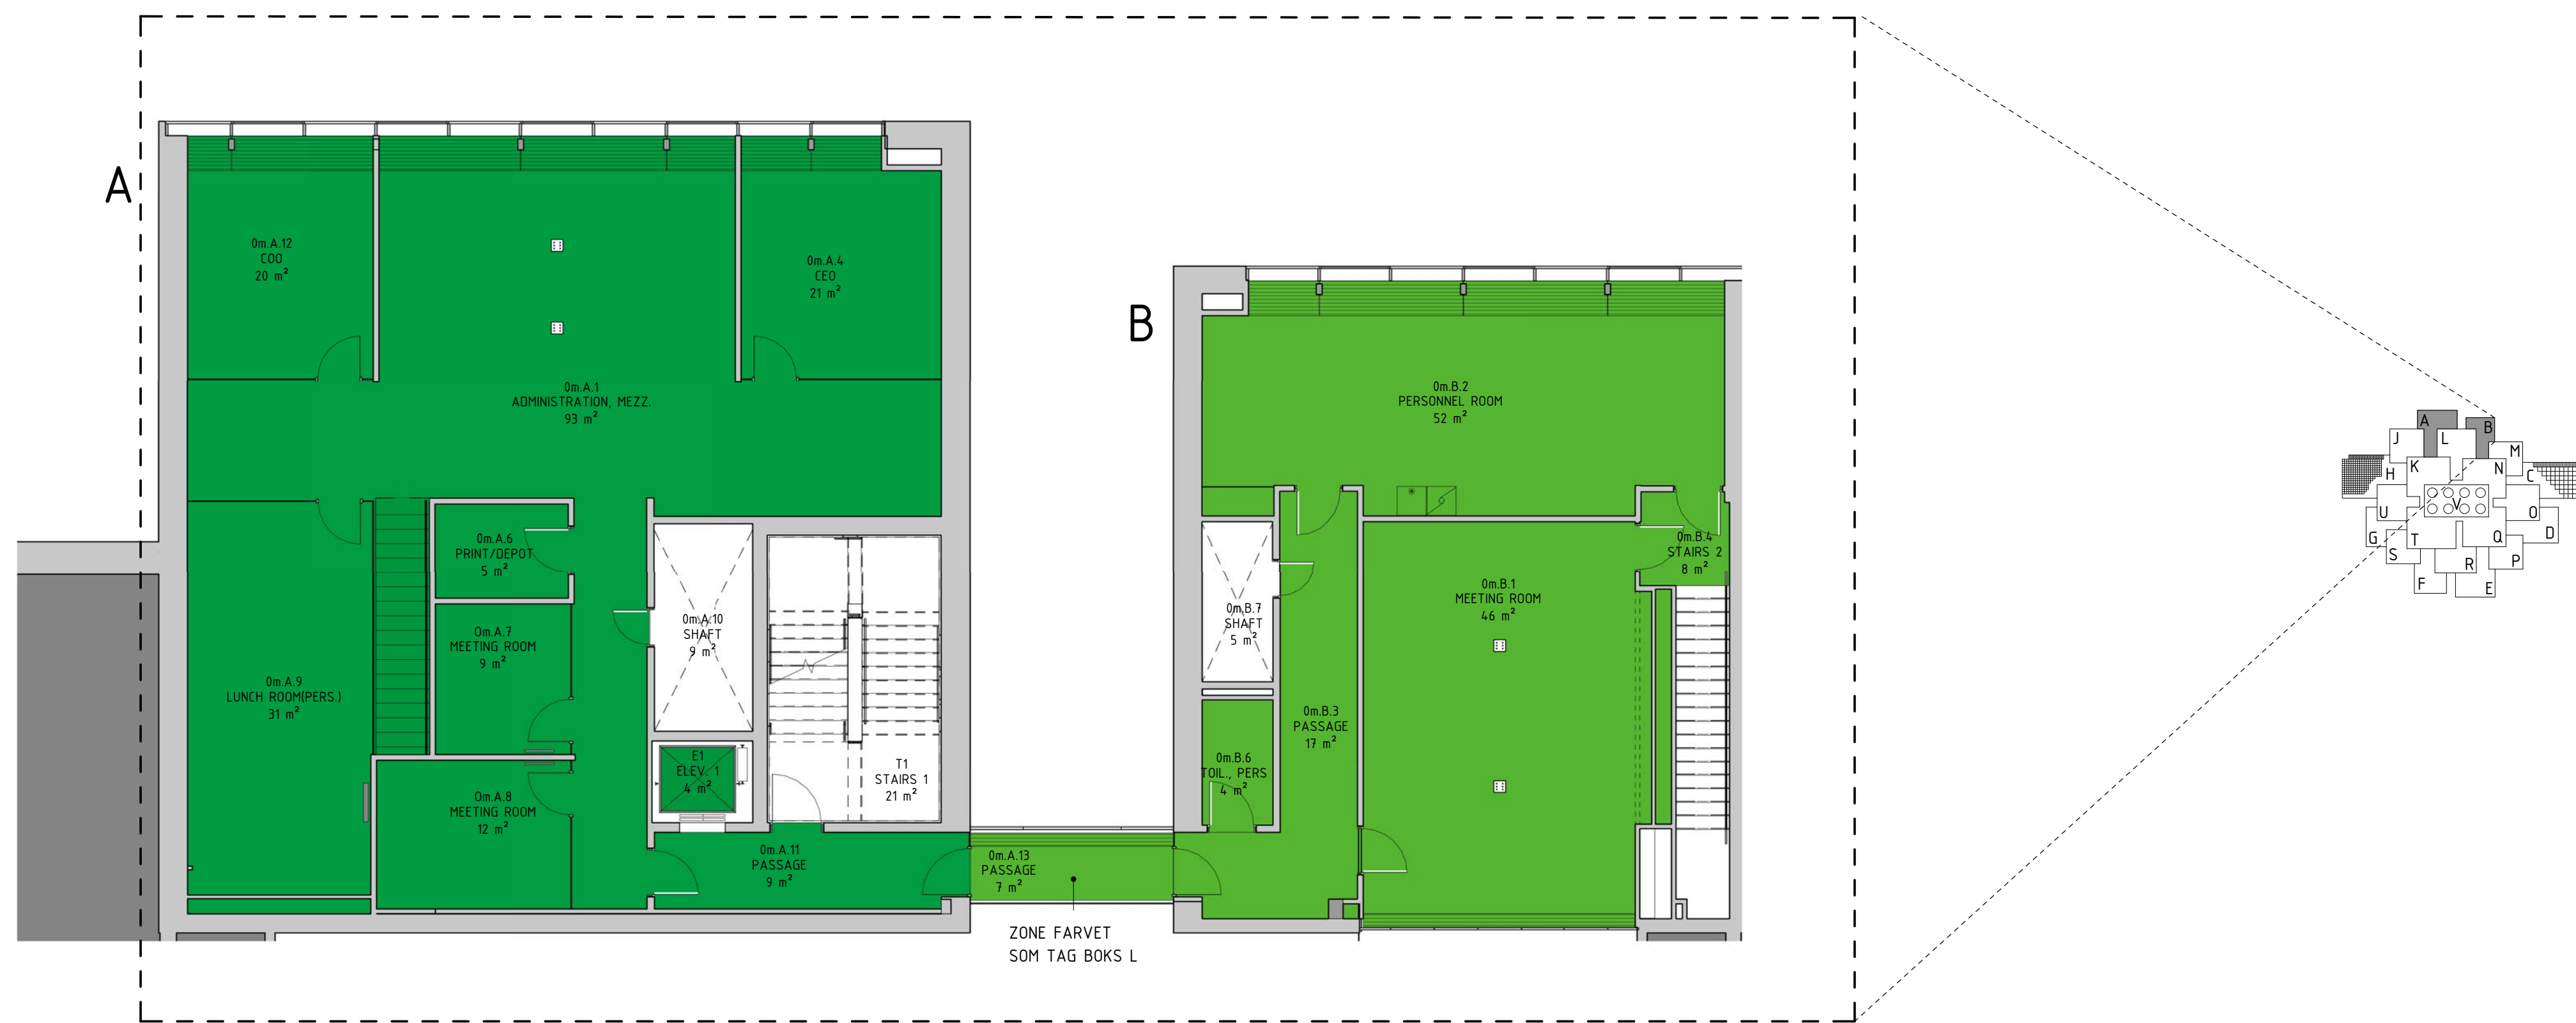 A
0m.A.12
COO
20 m²
0m.A.4
CEO
21 m²
0m.A.1
ADMINISTRATION, MEZZ.
93 m²
0m.A.6
PRINT/DEPOT
5 m²
0m.A.7
MEETING ROOM
9 m²
0m.A.9
LUNCH ROOM(PERS.)
31 m²
0m.A.8
MEETING ROOM
12 m²
0m.A.10
SHAFT
9 m²
E1
ELEV. 1
4 m²
T1
STAIRS 1
21 m²
0m.A.11
PASSAGE
9 m²
0m.A.13
PASSAGE
7 m²
ZONE FARVET
SOM TAG BOKS L
B
0m.B.2
PERSONNEL ROOM
52 m²
0m.B.4
STAIRS 2
8 m²
0m.B.1
MEETING ROOM
46 m²
0m.B.7
SHAFT
5 m²
0m.B.3
PASSAGE
17 m²
0m.B.6
TOIL., PERS
4 m²
A
B
J
L
M
K
N
H
C
V
U
O
G
T
Q
D
S
R
P
F
E